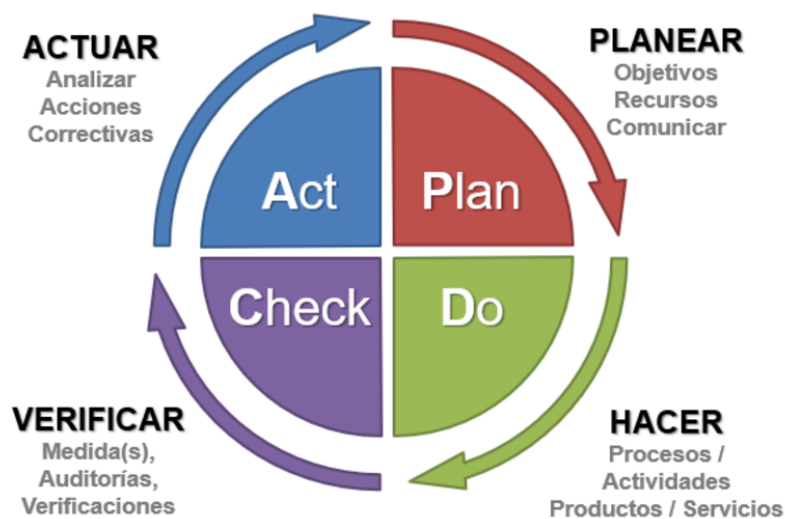 ACTUAR
Analizar
Acciones
Correctivas
PLANEAR
Objetivos
Recursos
Comunicar
Act
Plan
Check
Do
VERIFICAR
Medida(s),
Auditorías,
Verificaciones
HACER
Procesos /
Actividades
Productos / Servicios